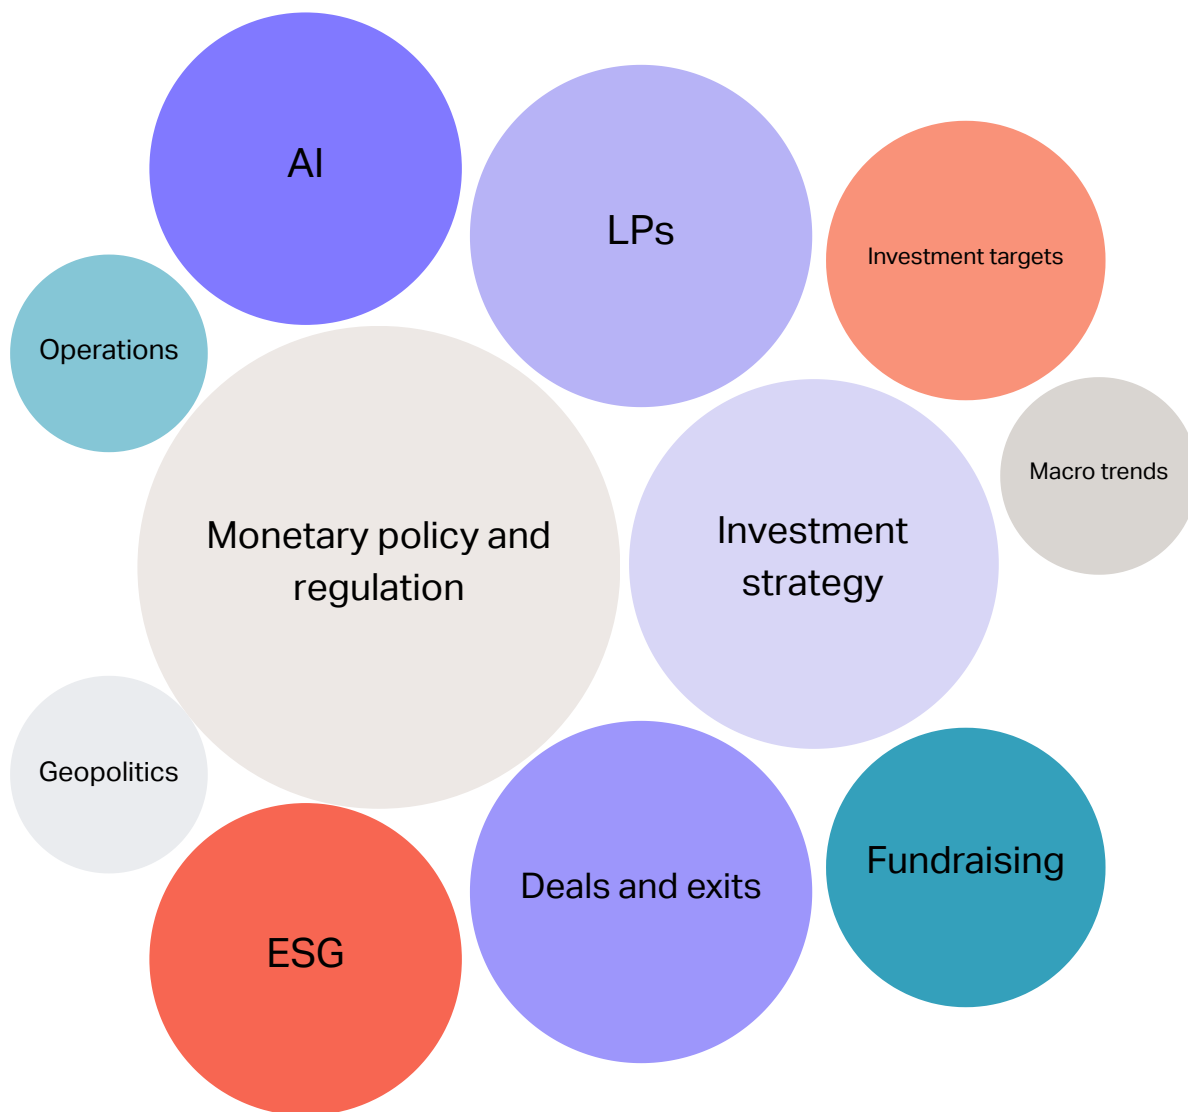 AI
LPs
Investment targets
Operations
Macro trends
Monetary policy and
regulation
Investment
strategy
Geopolitics
Deals and exits
Fundraising
ESG